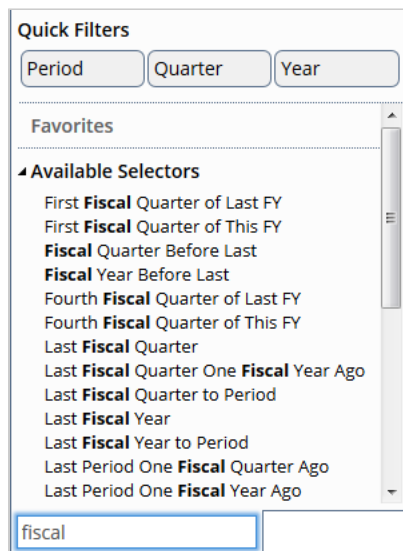 Quick Filters
Period Quarter Year
Favorites
Available Selectors
First Fiscal Quarter of Last FY
First Fiscal Quarter of This FY
Fiscal Quarter Before Last
Fiscal Year Before Last
Fourth Fiscal Quarter of Last FY
Fourth Fiscal Quarter of This FY
Last Fiscal Quarter
Last Fiscal Quarter One Fiscal Year Ago
Last Fiscal Quarter to Period
Last Fiscal Year
Last Fiscal Year to Period
Last Period One Fiscal Quarter Ago
Last Period One Fiscal Year Ago
fiscal